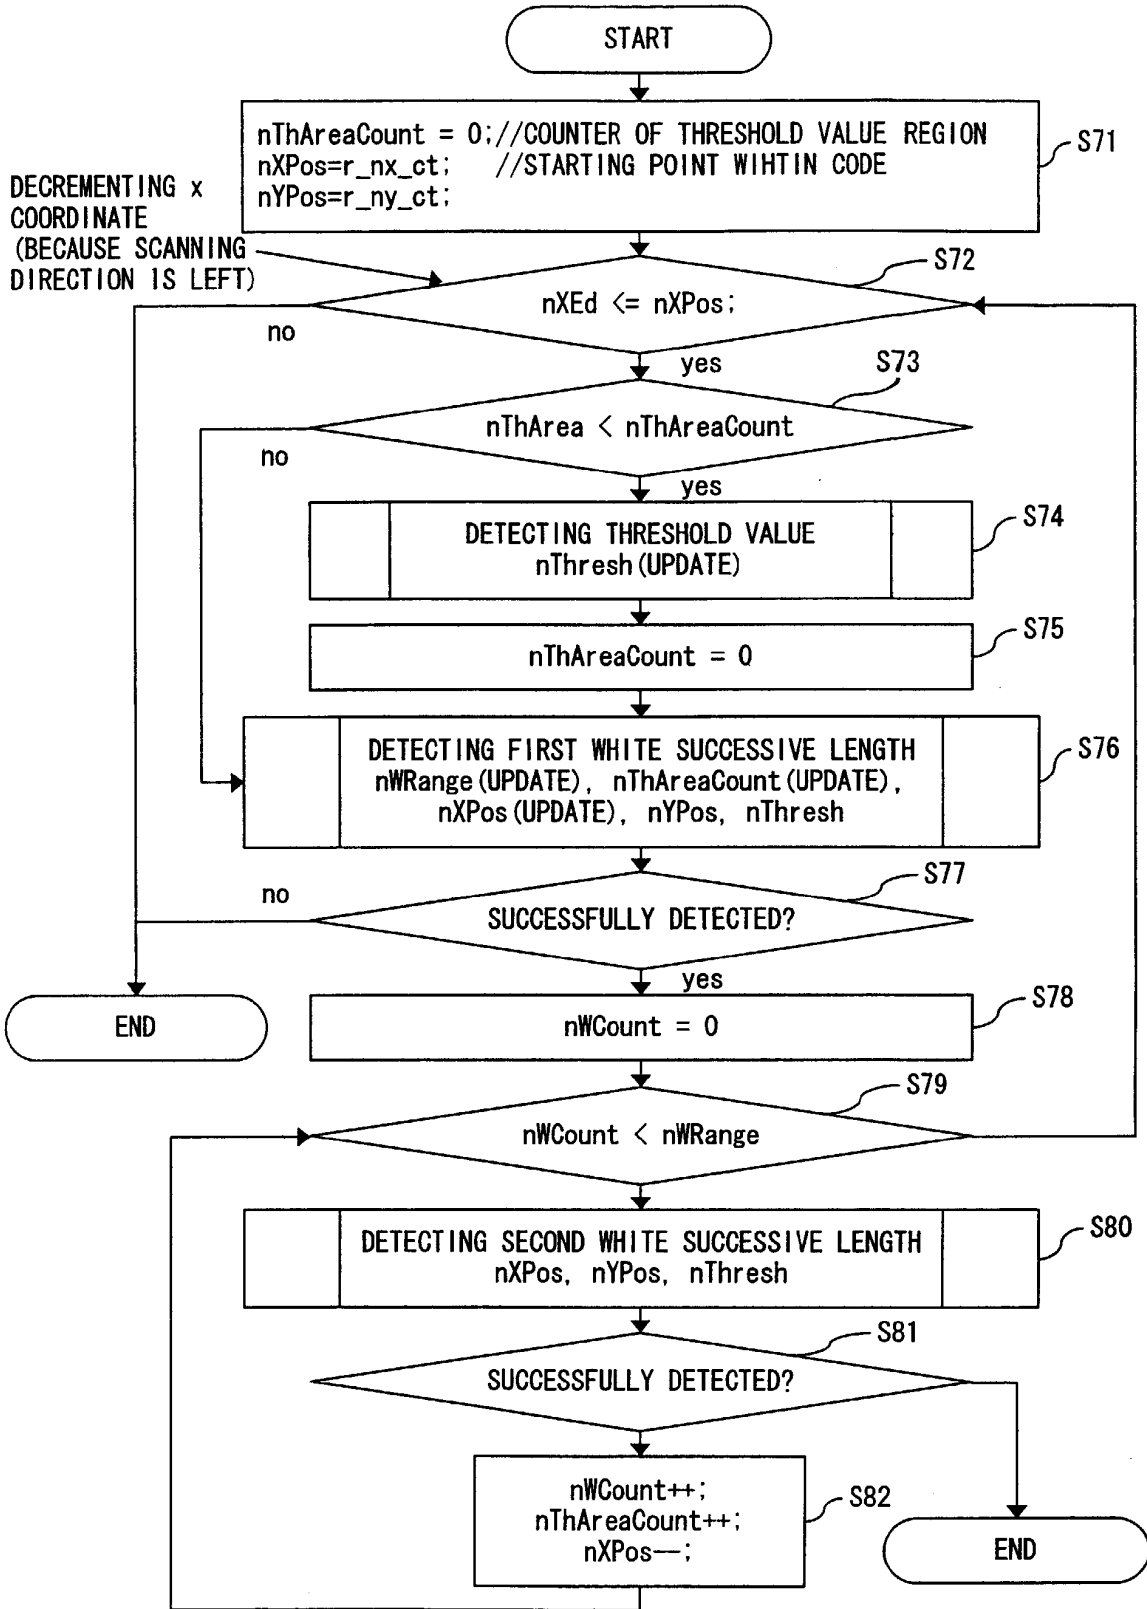 START
nThAreaCount = 0;//COUNTER OF THRESHOLD VALUE REGION
nXPos=r_nx_ct; //STARTING POINT WIHTIN CODE
nYPos=r_ny_ct;
S71
DECREMENTING x
COORDINATE
(BECAUSE SCANNING
DIRECTION IS LEFT)
S72
nXEd <= nXPos;
no
yes
S73
nThArea < nThAreaCount
no
yes
S74
DETECTING THRESHOLD VALUE
nThresh(UPDATE)
S75
nThAreaCount = 0
S76
DETECTING FIRST WHITE SUCCESSIVE LENGTH
nWRange(UPDATE), nThAreaCount(UPDATE),
nXPos(UPDATE), nYPos, nThresh
S77
no
SUCCESSFULLY DETECTED?
yes
END
S78
nWCount = 0
S79
nWCount < nWRange
S80
DETECTING SECOND WHITE SUCCESSIVE LENGTH
nXPos, nYPos, nThresh
S81
SUCCESSFULLY DETECTED?
S82
nWCount++;
nThAreaCount++;
nXPos--;
END